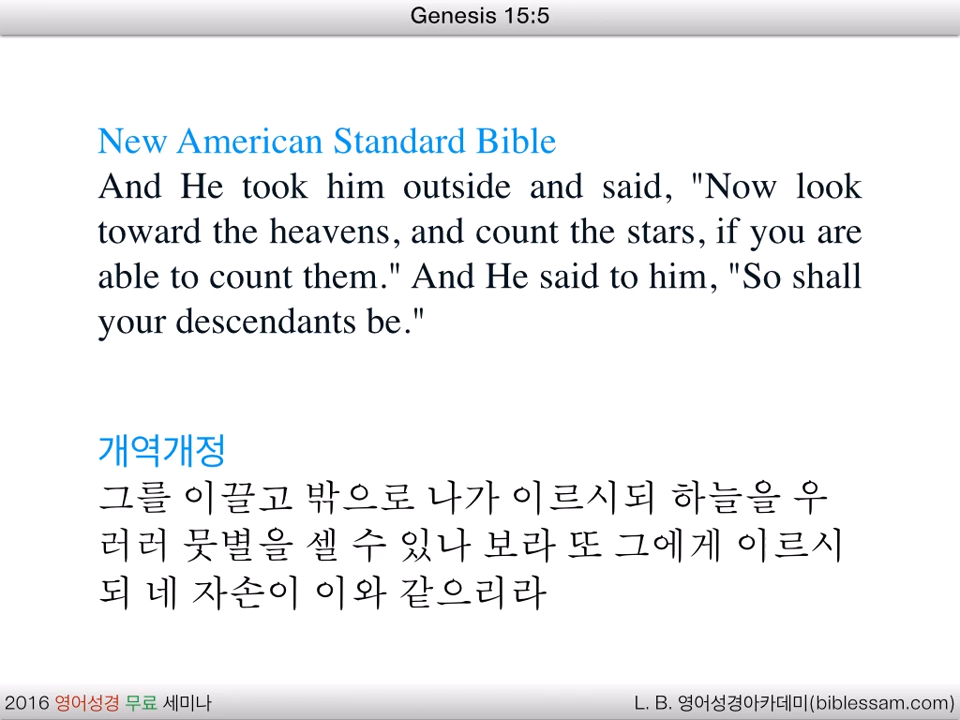 Genesis 15:5
New American Standard Bible
And He took him outside and said, "Now look
toward the heavens, and count the stars, if you are
able to count them." And He said to him, "So shall
your descendants be."
개역개정
그를 이끌고 밖으로 나가 이르시되 하늘을 우
러러 뭇별을 셀 수 있나 보라 또 그에게 이르시
되 네 자손이 이와 같으리라
2016 영어성경 무료 세미나
L. B. 영어성경아카데미(biblessam.com)